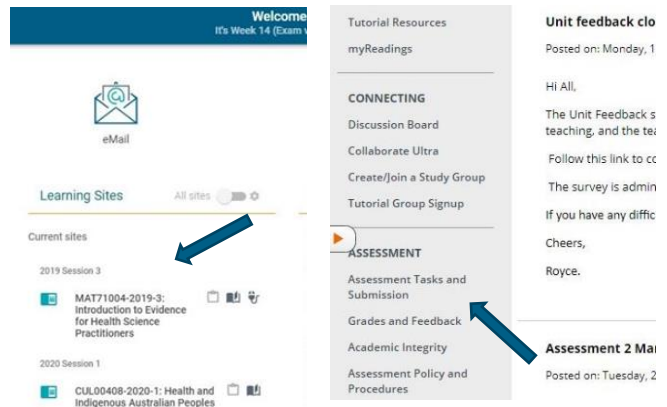 Welcome
It's Week 14 (Exam
eMail
Learning Sites
All sites
Current sites
2019 Session 3
MAT71004-2019-3:
Introduction to Evidence
for Health Science
Practitioners
2020 Session 1
CUL00408-2020-1: Health and
Indigenous Australian Peoples
Tutorial Resources
myReadings
CONNECTING
Discussion Board
Collaborate Ultra
Create/Join a Study Group
Tutorial Group Signup
ASSESSMENT
Assessment Tasks and
Submission
Grades and Feedback
Academic Integrity
Assessment Policy and
Procedures
Unit feedback clo
Posted on: Monday, 1
Hi All,
The Unit Feedback s
teaching, and the tea
Follow this link to co
The survey is admin
If you have any diffic
Cheers,
Royce.
Assessment 2 Mar
Posted on: Tuesday, 2